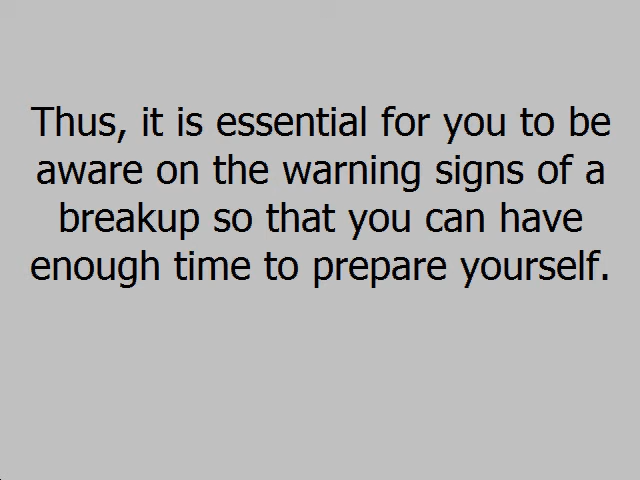 Thus, it is essential for you to be
aware on the warning signs of a
breakup so that you can have
enough time to prepare yourself.